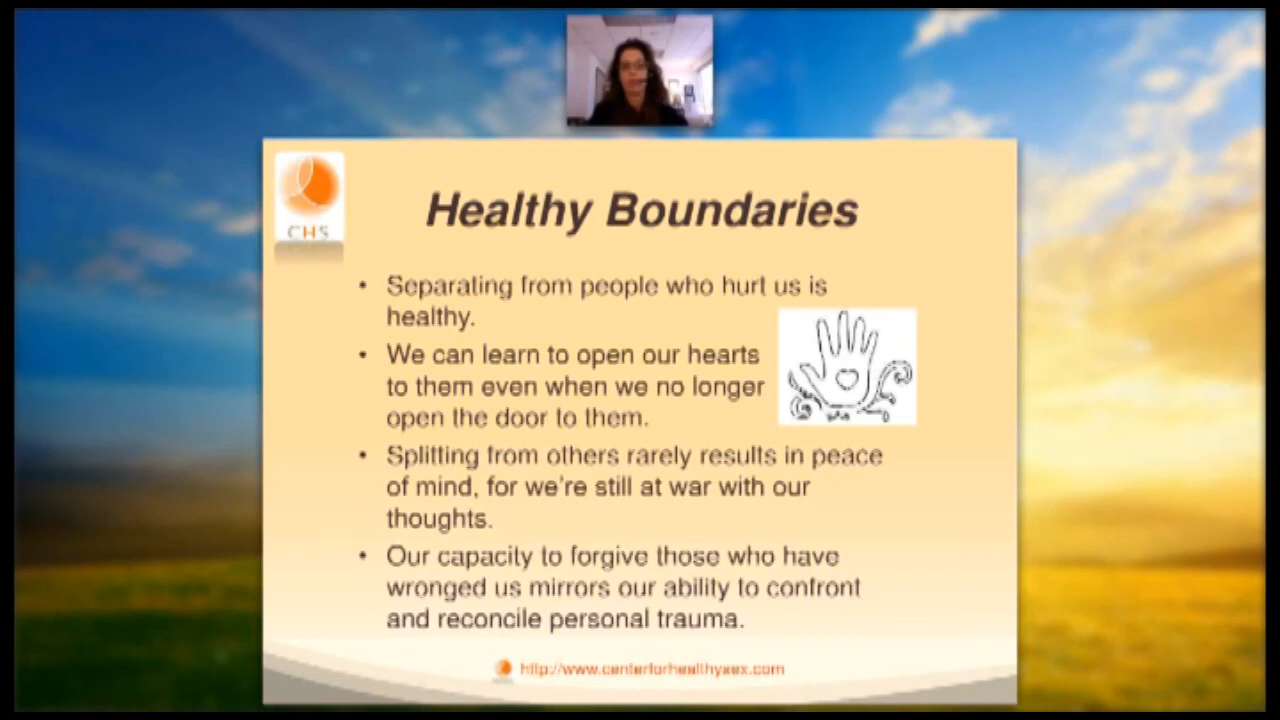 CHS
Healthy Boundaries
• Separating from people who hurt us is
healthy.
• We can learn to open our hearts
to them even when we no longer
open the door to them.
• Splitting from others rarely results in peace
of mind, for we're still at war with our
thoughts.
• Our capacity to forgive those who have
wronged us mirrors our ability to confront
and reconcile personal trauma.
http://www.centerforhealthysex.com